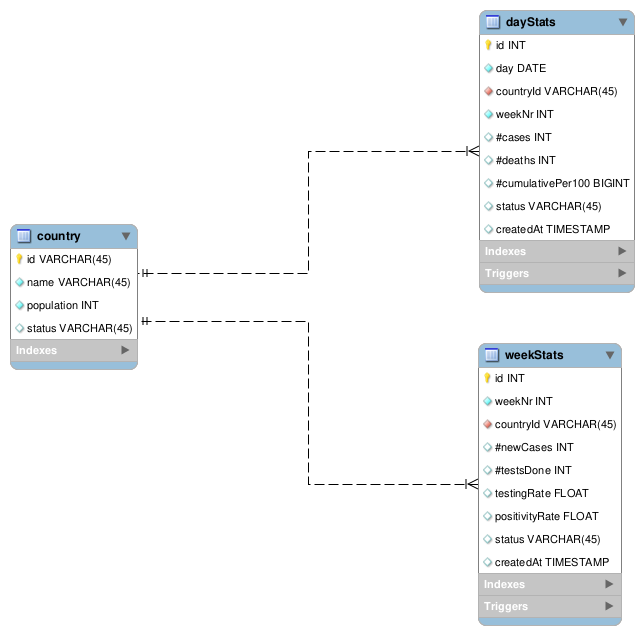 dayStats
id INT
day DATE
countryId VARCHAR(45)
weekNr INT
#cases INT
#deaths INT
#cumulativePer100 BIGINT
status VARCHAR(45)
createdAt TIMESTAMP
Indexes
Triggers
country
id VARCHAR(45)
name VARCHAR(45)
population INT
status VARCHAR(45)
Indexes
weekStats
id INT
weekNr INT
countryId VARCHAR(45)
#newCases INT
#testsDone INT
testingRate FLOAT
positivityRate FLOAT
status VARCHAR(45)
createdAt TIMESTAMP
Indexes
Triggers